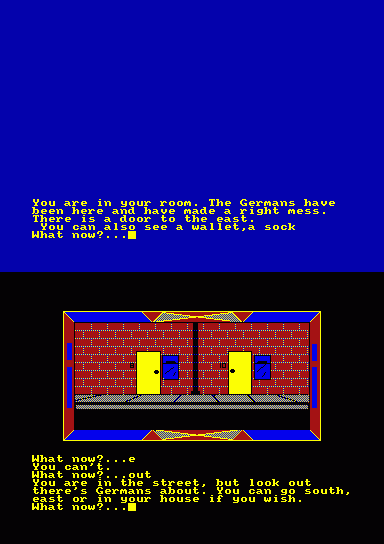 You are in your room. The Germans have
been here and have made a right mess.
There is a door to the east.
You can also see a wallet,a sock
What now?...
What now?...e
You can't.
What now?...out
You are in the street, but look out
there's Germans about. You can go south,
east or in your house if you wish.
What now?...